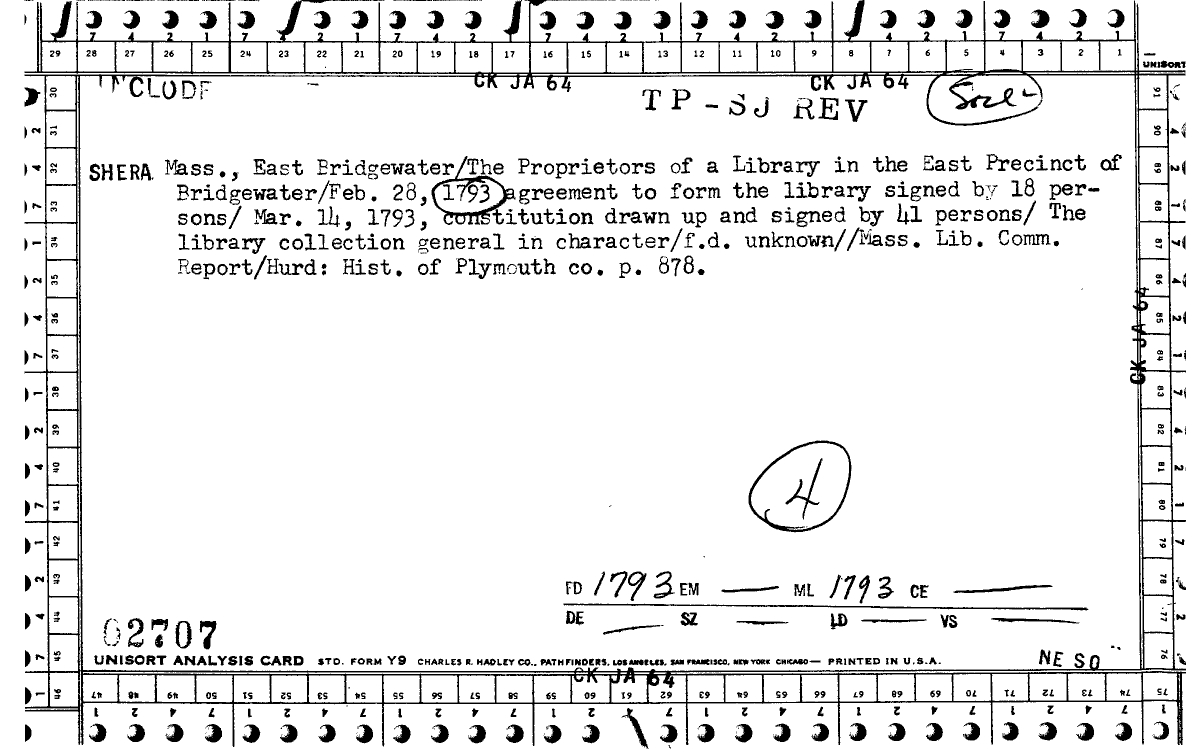 7 4 2 1 7 4 2 1 7 4 2 1 7 4 2 1 7 4 2 1 7 4 2 1 7 4 2 1
29 28 27 26 25 24 23 22 21 20 19 18 17 16 15 14 13 12 11 10 9 8 7 6 5 4 3 2 1
UNISORT
INCLUDE CK JA 64 CK JA 64
TP - SJ REV Soc L
SHERA Mass., East Bridgewater/The Proprietors of a Library in the East Precinct of
Bridgewater/Feb. 28, 1793 agreement to form the library signed by 18 per-
sons/ Mar. 14, 1793, constitution drawn up and signed by 41 persons/ The
library collection general in character/f.d. unknown//Mass. Lib. Comm.
Report/Hurd: Hist. of Plymouth co. p. 878.
CK JA 64
4
FD 1793 EM — ML 1793 CE —
DE — SZ — LD — VS —
02707
UNISORT ANALYSIS CARD STD. FORM Y9 CHARLES R. HADLEY CO., PATHFINDERS, LOS ANGELES, SAN FRANCISCO, NEW YORK CHICAGO — PRINTED IN U.S.A. NE SO
CK JA 64
30 31 32 33 34 35 36 37 38 39 40 41 42 43 44 45 46
47 48 49 50 51 52 53 54 55 56 57 58 59 60 61 62 63 64 65 66 67 68 69 70 71 72 73 74 75
76 77 78 79 80 81 82 83 84 85 86 87 88 89 90 91